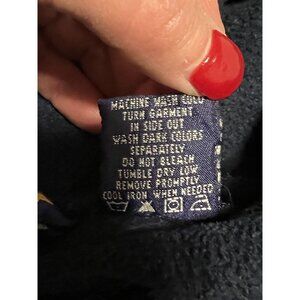 MACHINE WASH COLD
TURN GARMENT
IN SIDE OUT
WASH DARK COLORS
SEPARATELY
DO NOT BLEACH
TUMBLE DRY LOW
REMOVE PROMPTLY
COOL IRON WHEN NEEDED